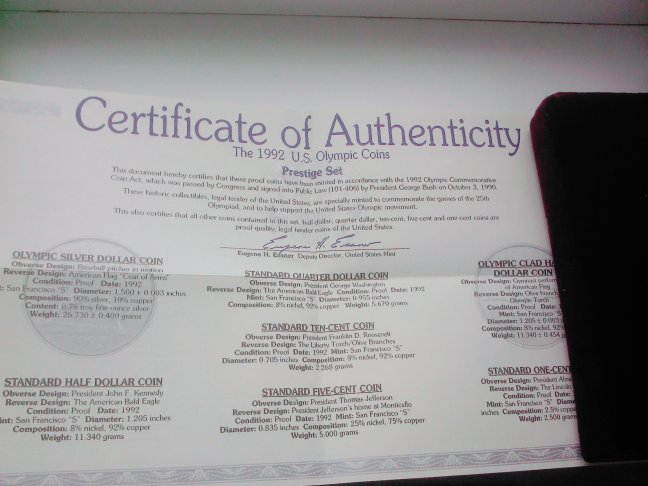 Certificate of Authenticity
The 1992 U.S. Olympic Coins
Prestige Set
This document hereby certifies that these proof coins have been minted in accordance with the 1992 Olympic Commemorative
Coin Act, which was passed by Congress and signed into Public Law (101-406) by President George Bush on October 3, 1990.
These historic collectibles, legal tender of the United States, are specially minted to commemorate the games of the 25th
Olympiad, and to help support the United States Olympic movement.
This also certifies that all other coins contained in this set, half dollar, quarter dollar, ten-cent, five-cent and one-cent coins are
proof quality, legal tender coins of the United States.
Eugene H. Essner
Eugene H. Essner Deputy Director, United States Mint
OLYMPIC SILVER DOLLAR COIN
Obverse Design: Baseball pitcher in motion
Reverse Design: American Flag "Coat of Arms"
Condition: Proof Date: 1992
San Francisco "S" Diameter: 1.500 ± 0.003 inches
Composition: 90% silver, 10% copper
Content: 0.76 troy fine ounce silver
Weight: 26.730 ± 0.400 grams
STANDARD HALF DOLLAR COIN
Obverse Design: President John F. Kennedy
Reverse Design: The American Bald Eagle
Condition: Proof Date: 1992
San Francisco "S" Diameter: 1.205 inches
Composition: 8% nickel, 92% copper
Weight: 11.340 grams
STANDARD QUARTER DOLLAR COIN
Obverse Design: President George Washington
Reverse Design: The American Bald Eagle Condition: Proof Date: 1992
Mint: San Francisco "S" Diameter: 0.955 inches
Composition: 8% nickel, 92% copper Weight: 5.670 grams
STANDARD TEN-CENT COIN
Obverse Design: President Franklin D. Roosevelt
Reverse Design: The Liberty Torch/Olive Branches
Condition: Proof Date: 1992 Mint: San Francisco "S"
Diameter: 0.705 inches Composition: 8% nickel, 92% copper
Weight: 2.268 grams
STANDARD FIVE-CENT COIN
Obverse Design: President Thomas Jefferson
Reverse Design: President Jefferson's home at Monticello
Condition: Proof Date: 1992 Mint: San Francisco "S"
Diameter: 0.835 inches Composition: 25% nickel, 75% copper
Weight: 5.000 grams
OLYMPIC CLAD
DOLLAR COIN
Obverse Design: Gymnast
of American Flag
Reverse Design: Olive
Olympic Torch
Condition: Proof
Mint: San Francisco "S"
Diameter: 1.205 ± 0.003
Composition: 8% nickel, 92%
Weight: 11.340 ± 0.454
STANDARD ONE-CENT
Obverse Design: President
Reverse Design: The Lincoln
Condition: Proof
Mint: San Francisco "S"
inches Composition: 2.5%
Weight: 2.500